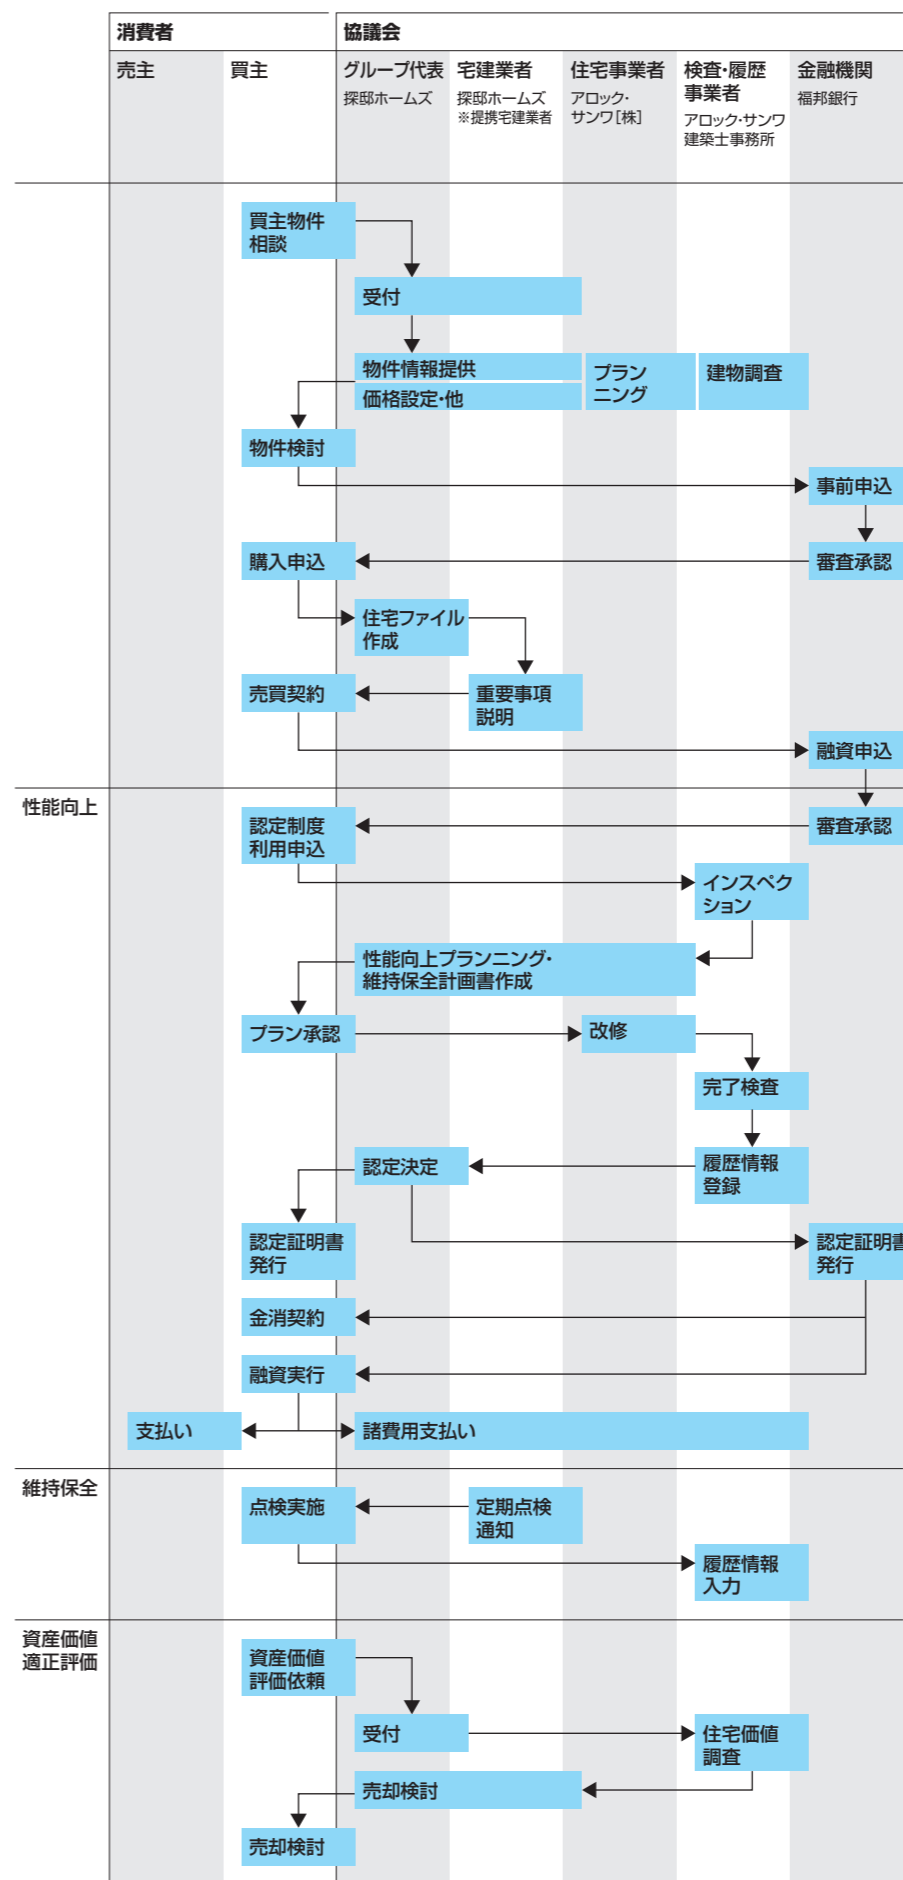 消費者
協議会
売主
買主
グループ代表
探邸ホームズ
宅建業者
探邸ホームズ
※提携宅建業者
住宅事業者
アロック・
サンワ[株]
検査・履歴
事業者
アロック・サンワ
建築士事務所
金融機関
福邦銀行
買主物件
相談
受付
物件情報提供
価格設定・他
プラン
ニング
建物調査
物件検討
事前申込
購入申込
審査承認
住宅ファイル
作成
売買契約
重要事項
説明
融資申込
性能向上
認定制度
利用申込
審査承認
インスペク
ション
性能向上プランニング・
維持保全計画書作成
プラン承認
改修
完了検査
認定決定
履歴情報
登録
認定証明書
発行
認定証明書
発行
金消契約
融資実行
支払い
諸費用支払い
維持保全
点検実施
定期点検
通知
履歴情報
入力
資産価値
適正評価
資産価値
評価依頼
受付
住宅価値
調査
売却検討
売却検討